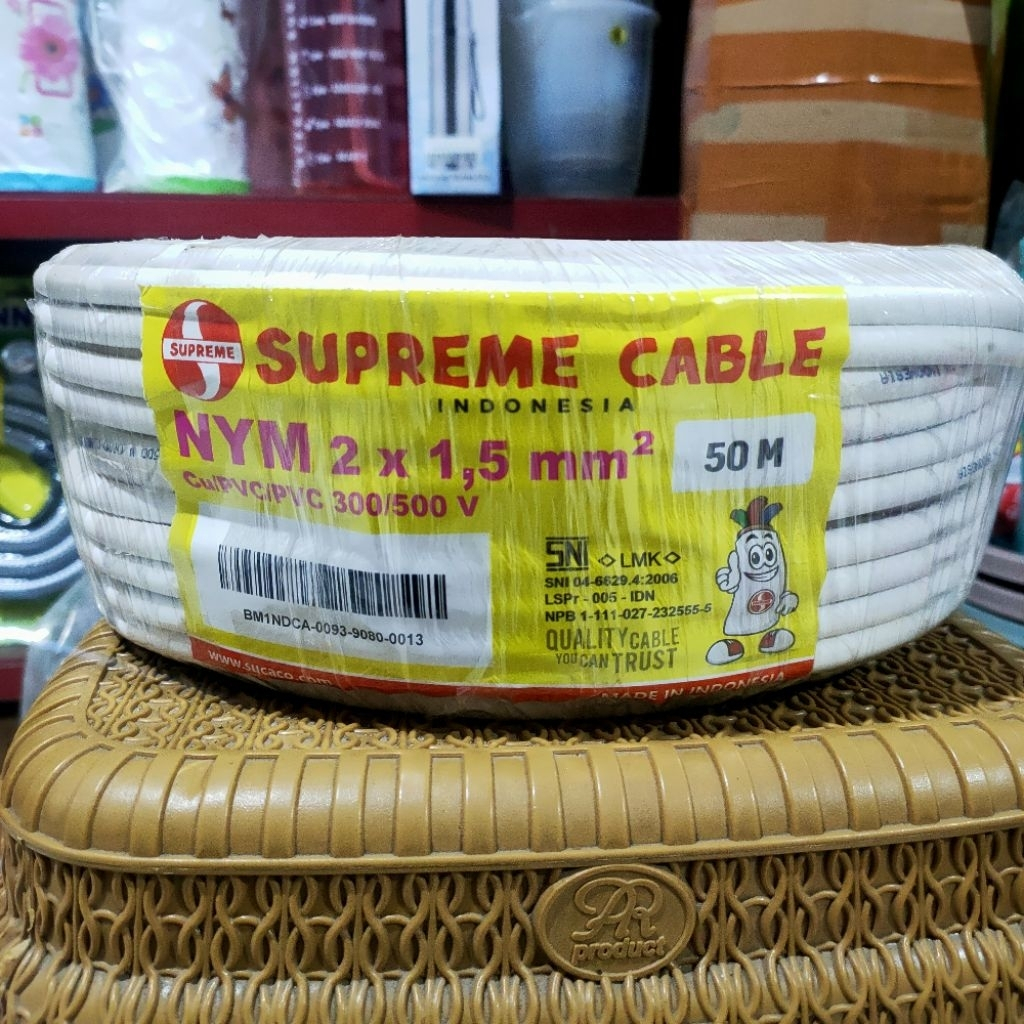 SUPREME
SUPREME CABLE
INDONESIA
NYM 2 x 1,5 mm²
50 M
Cu/PVC/PVC 300/500 V
SNI
LMK
SNI 04-6629.4:2006
LSPr - 005 - IDN
NPB 1-111-027-232555-5
BM1NDCA-0093-9080-0013
QUALITY CABLE
YOU CAN TRUST
www.sucaco.com
MADE IN INDONESIA
PR
product